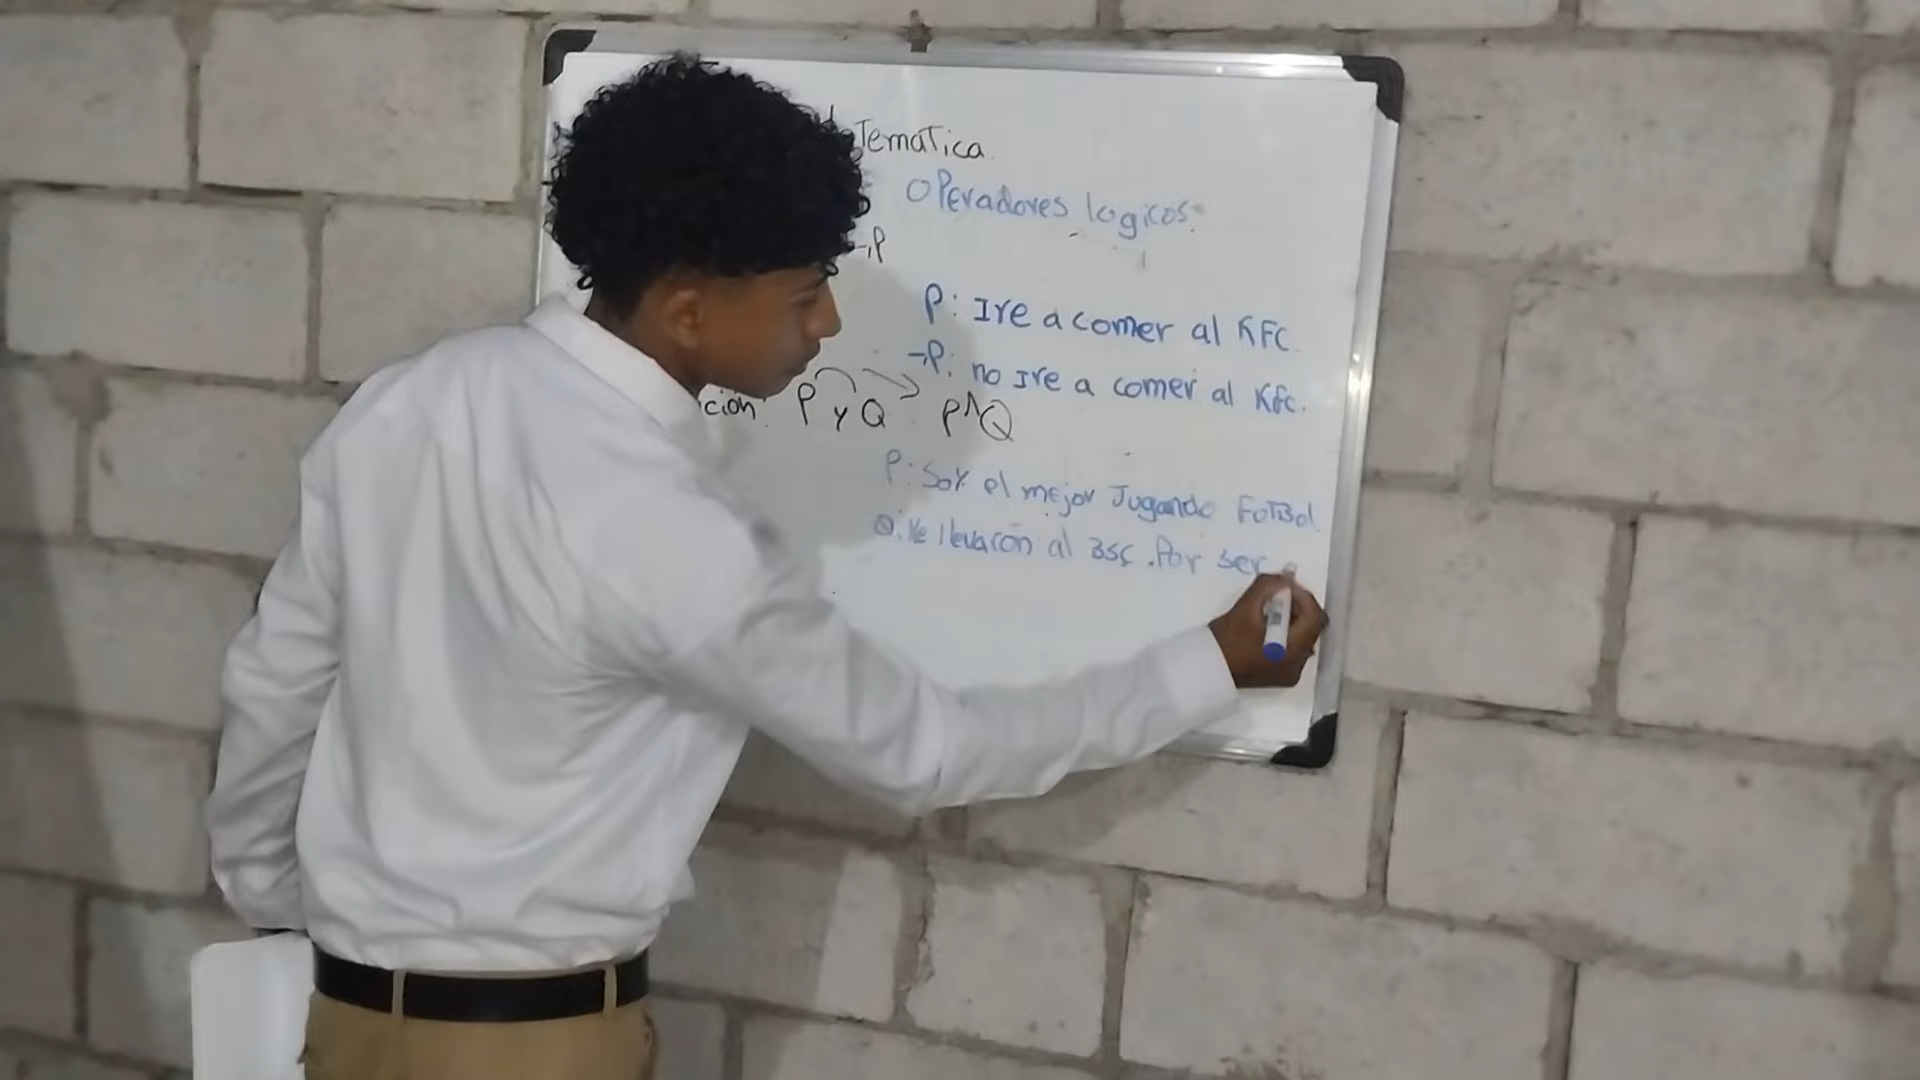 Tematica
Operadores logicos:
¬P
P: Ire a comer al KFC.
¬P: no Ire a comer al Kfc.
cion: P y Q P^Q
P: Soy el mejor Jugando FuTBol
Q: Me llevaron al BSC. Por ser